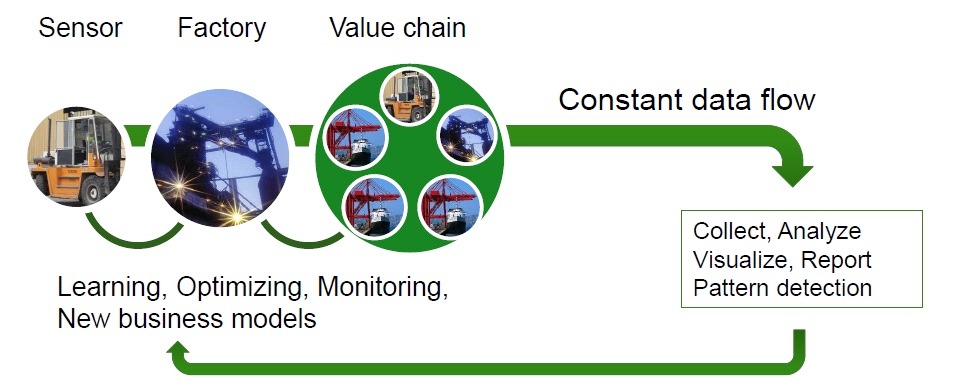 Sensor
Factory
Value chain
Constant data flow
Collect, Analyze
Visualize, Report
Pattern detection
Learning, Optimizing, Monitoring,
New business models